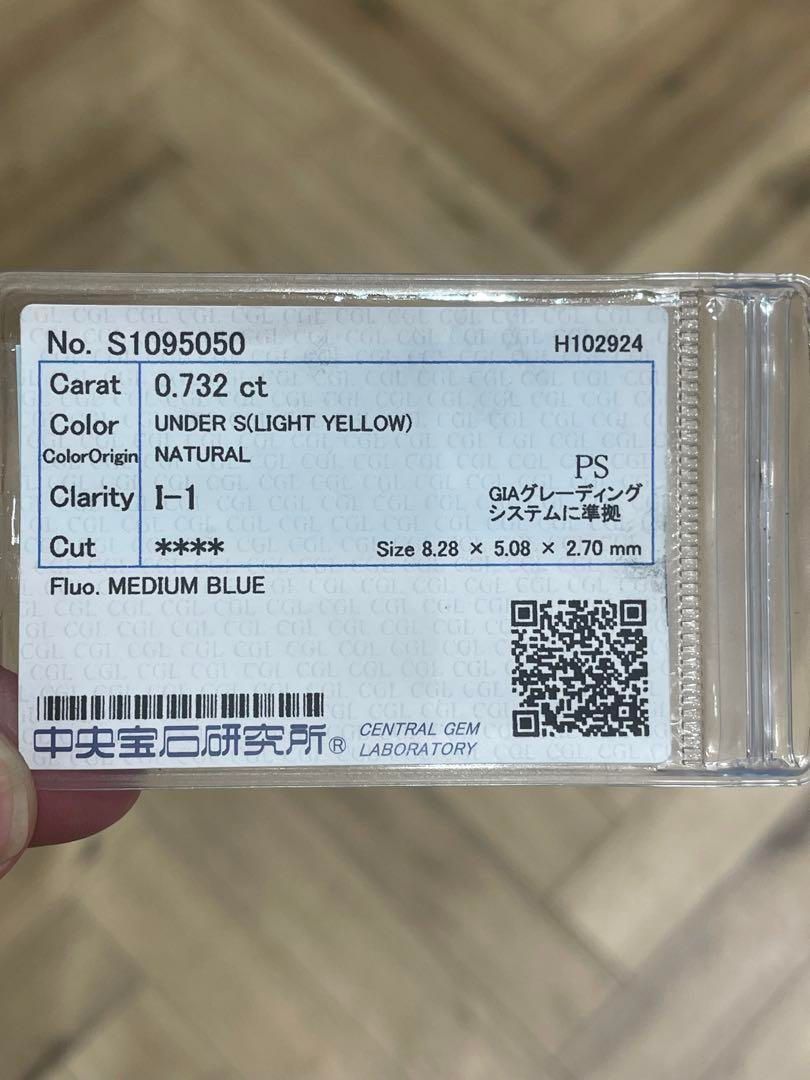 No. S1095050 H102924
Carat 0.732 ct
Color UNDER S(LIGHT YELLOW)
ColorOrigin NATURAL
PS
Clarity I-1
GIAグレーディング
システムに準拠
Cut ****
Size 8.28 × 5.08 × 2.70 mm
Fluo. MEDIUM BLUE
中央宝石研究所®
CENTRAL GEM
LABORATORY